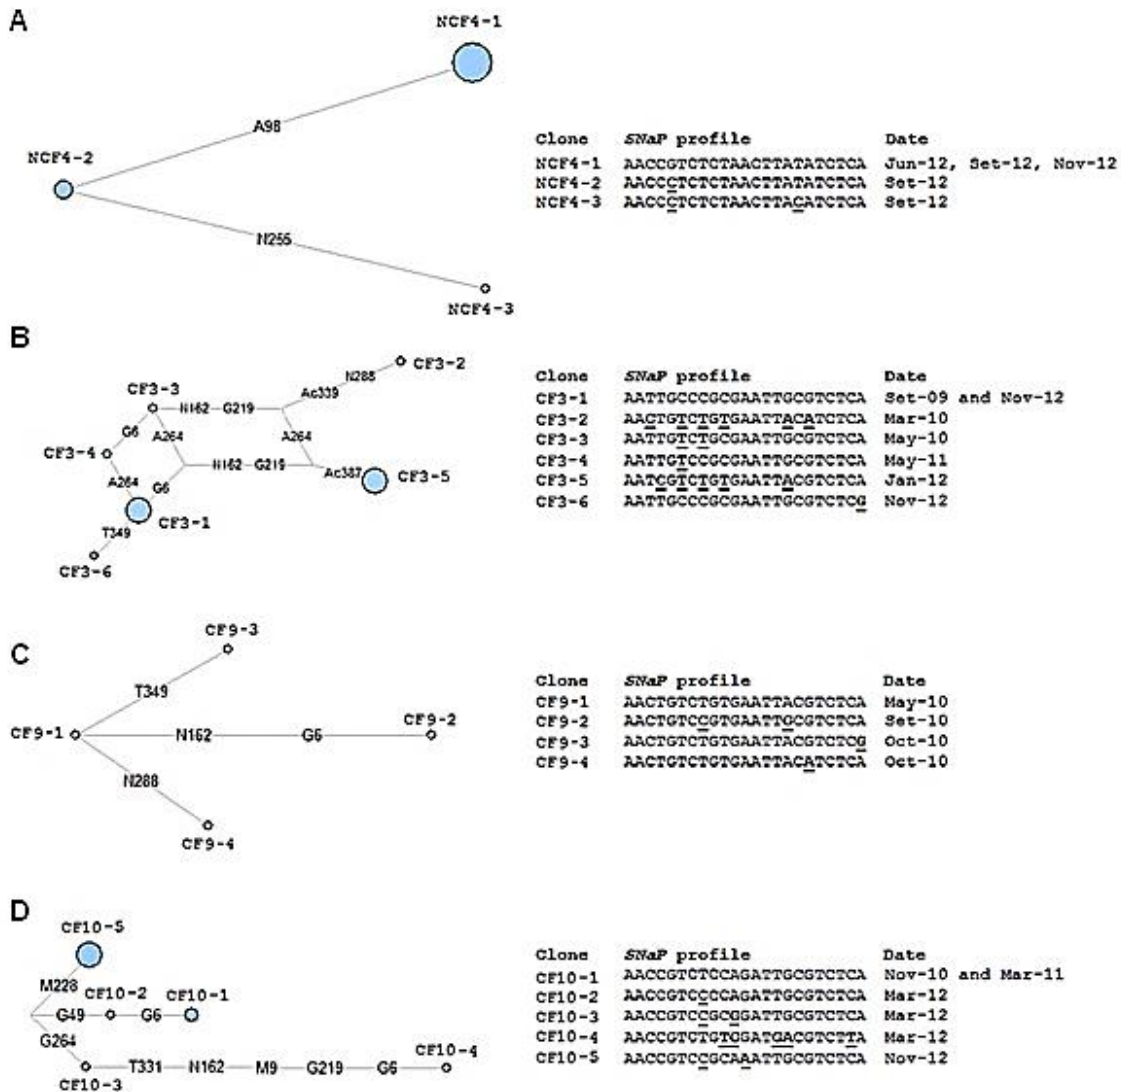 A
NCF4-1
A98
NCF4-2
N255
NCF4-3
Clone SNaP profile Date
NCF4-1 AACCGTCTCTAACTTATATCTCA Jun-12, Set-12, Nov-12
NCF4-2 AACCCTCTCTAACTTATATCTCA Set-12
NCF4-3 AACCCTCTCTAACTTACATCTCA Set-12
B
CF3-2
N288
Ac339
CF3-3
N162 G219
G6
A264
A264
CF3-4
N162 G219
Ac387
CF3-5
A264
G6
CF3-1
T349
CF3-6
Clone SNaP profile Date
CF3-1 AATTGCCCGCGAATTGCGTCTCA Set-09 and Nov-12
CF3-2 AACTGTCTGTGAATTACATCTCA Mar-10
CF3-3 AATTGTCTGCGAATTGCGTCTCA May-10
CF3-4 AATTGTCCGCGAATTGCGTCTCA May-11
CF3-5 AATCGTCTGTGAATTACGTCTCA Jan-12
CF3-6 AATTGCCCGCGAATTGCGTCTCG Nov-12
C
CF9-3
T349
CF9-1
N162
G6
CF9-2
N288
CF9-4
Clone SNaP profile Date
CF9-1 AACTGTCTGTGAATTACGTCTCA May-10
CF9-2 AACTGTCCGTGAATTGCGTCTCA Set-10
CF9-3 AACTGTCTGTGAATTACGTCTCG Oct-10
CF9-4 AACTGTCTGTGAATTACATCTCA Oct-10
D
CF10-5
M228
CF10-2
CF10-1
G49
G6
G264
CF10-3
T331
N162
M9
G219
G6
CF10-4
Clone SNaP profile Date
CF10-1 AACCGTCTCCAGATTGCGTCTCA Nov-10 and Mar-11
CF10-2 AACCGTCCCCAGATTGCGTCTCA Mar-12
CF10-3 AACCGTCCGCGGATTGCGTCTCA Mar-12
CF10-4 AACCGTGTGTGGATGACGTCTTA Mar-12
CF10-5 AACCGTCCGCAAATTGCGTCTCA Nov-12